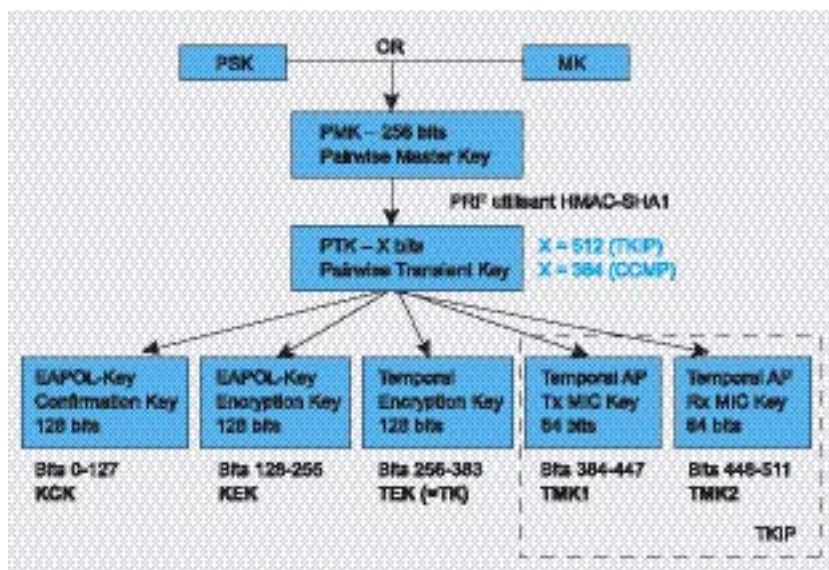 OR
PSK
MK
PMK – 256 bits
Pairwise Master Key
PRF utilisant HMAC-SHA1
PTK – X bits
Pairwise Transient Key
X = 512 (TKIP)
X = 384 (CCMP)
EAPOL-Key
Confirmation Key
128 bits
EAPOL-Key
Encryption Key
128 bits
Temporal
Encryption Key
128 bits
Temporal AP
Tx MIC Key
64 bits
Temporal AP
Rx MIC Key
64 bits
Bits 0-127
KCK
Bits 128-255
KEK
Bits 256-383
TEK (=TK)
Bits 384-447
TMK1
Bits 448-511
TMK2
TKIP